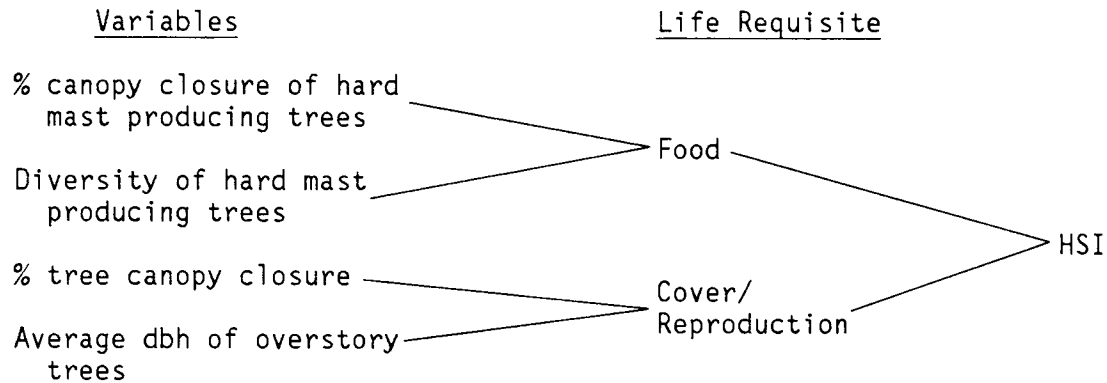 Variables
Life Requisite
% canopy closure of hard
mast producing trees
Food
Diversity of hard mast
producing trees
HSI
% tree canopy closure
Cover/
Reproduction
Average dbh of overstory
trees